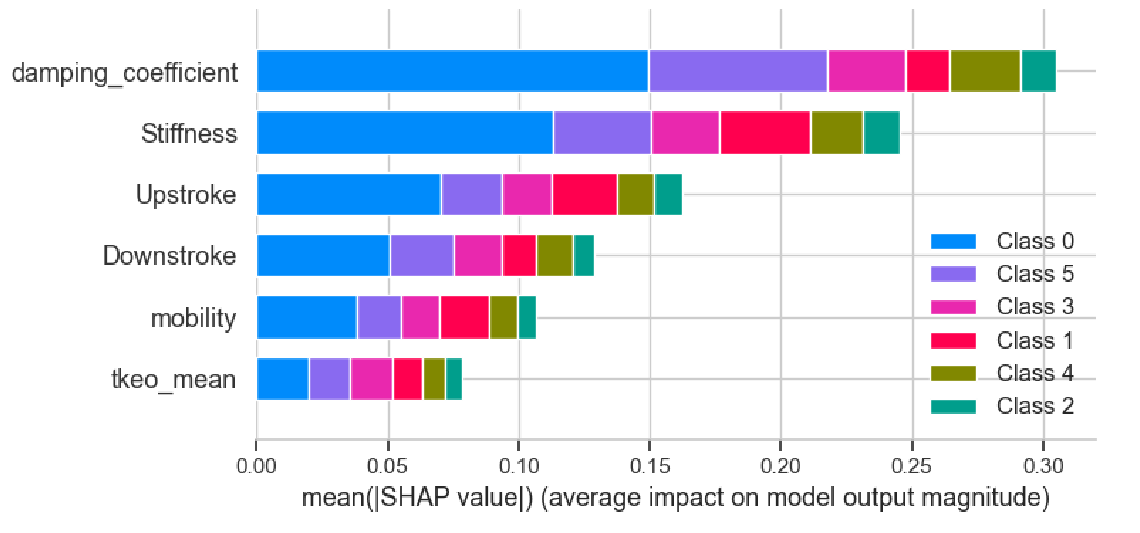 damping_coefficient
Stiffness
Upstroke
Downstroke
mobility
tkeo_mean
Class 0
Class 5
Class 3
Class 1
Class 4
Class 2
0.00 0.05 0.10 0.15 0.20 0.25 0.30
mean(|SHAP value|) (average impact on model output magnitude)